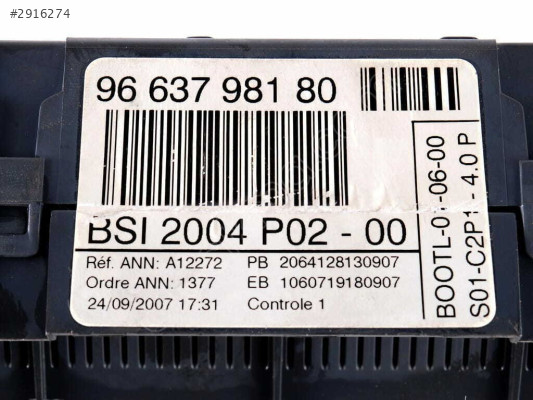 #2916274
96 637 981 80
BSI 2004 P02 - 00
Réf. ANN: A12272 PB 2064128130907
Ordre ANN: 1377 EB 1060719180907
24/09/2007 17:31 Controle 1
BOOTL-01-06-00
S01-C2P1 - 4.0 P